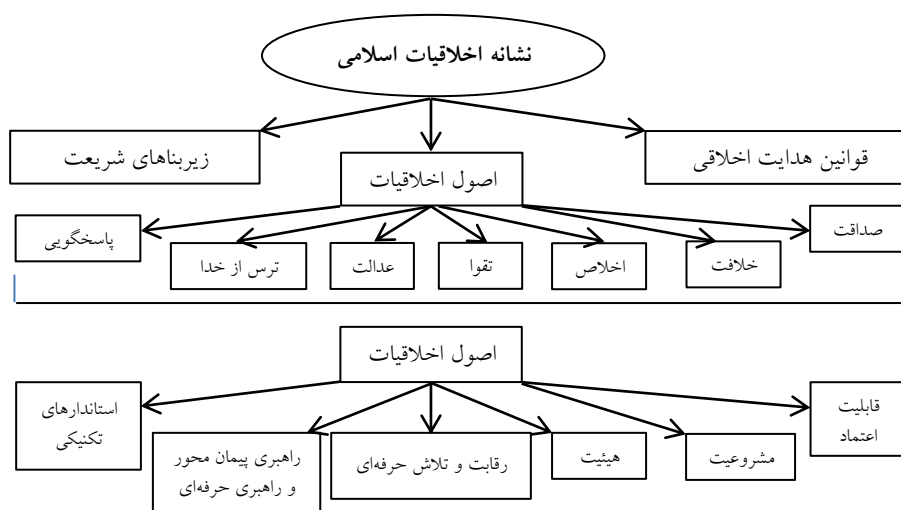 نشانه اخلاقیات اسلامی
قوانین هدایت اخلاقی
اصول اخلاقیات
زیربناهای شریعت
صداقت
خلافت
اخلاص
تقوا
عدالت
ترس از خدا
پاسخگویی
اصول اخلاقیات
قابلیت
اعتماد
مشروعیت
هیئیت
رقابت و تلاش حرفه‌ای
راهبری پیمان محور
و راهبری حرفه‌ای
استاندارهای
تکنیکی